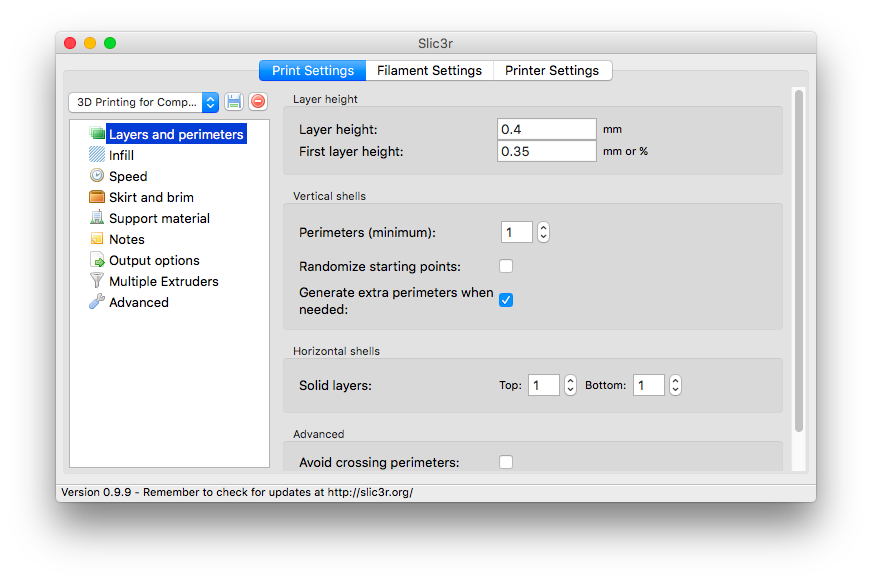 Slic3r
Print Settings Filament Settings Printer Settings
3D Printing for Comp...
Layers and perimeters
Infill
Speed
Skirt and brim
Support material
Notes
Output options
Multiple Extruders
Advanced
Layer height
Layer height: 0.4 mm
First layer height: 0.35 mm or %
Vertical shells
Perimeters (minimum): 1
Randomize starting points:
Generate extra perimeters when
needed:
Horizontal shells
Solid layers: Top: 1 Bottom: 1
Advanced
Avoid crossing perimeters:
Version 0.9.9 - Remember to check for updates at http://slic3r.org/